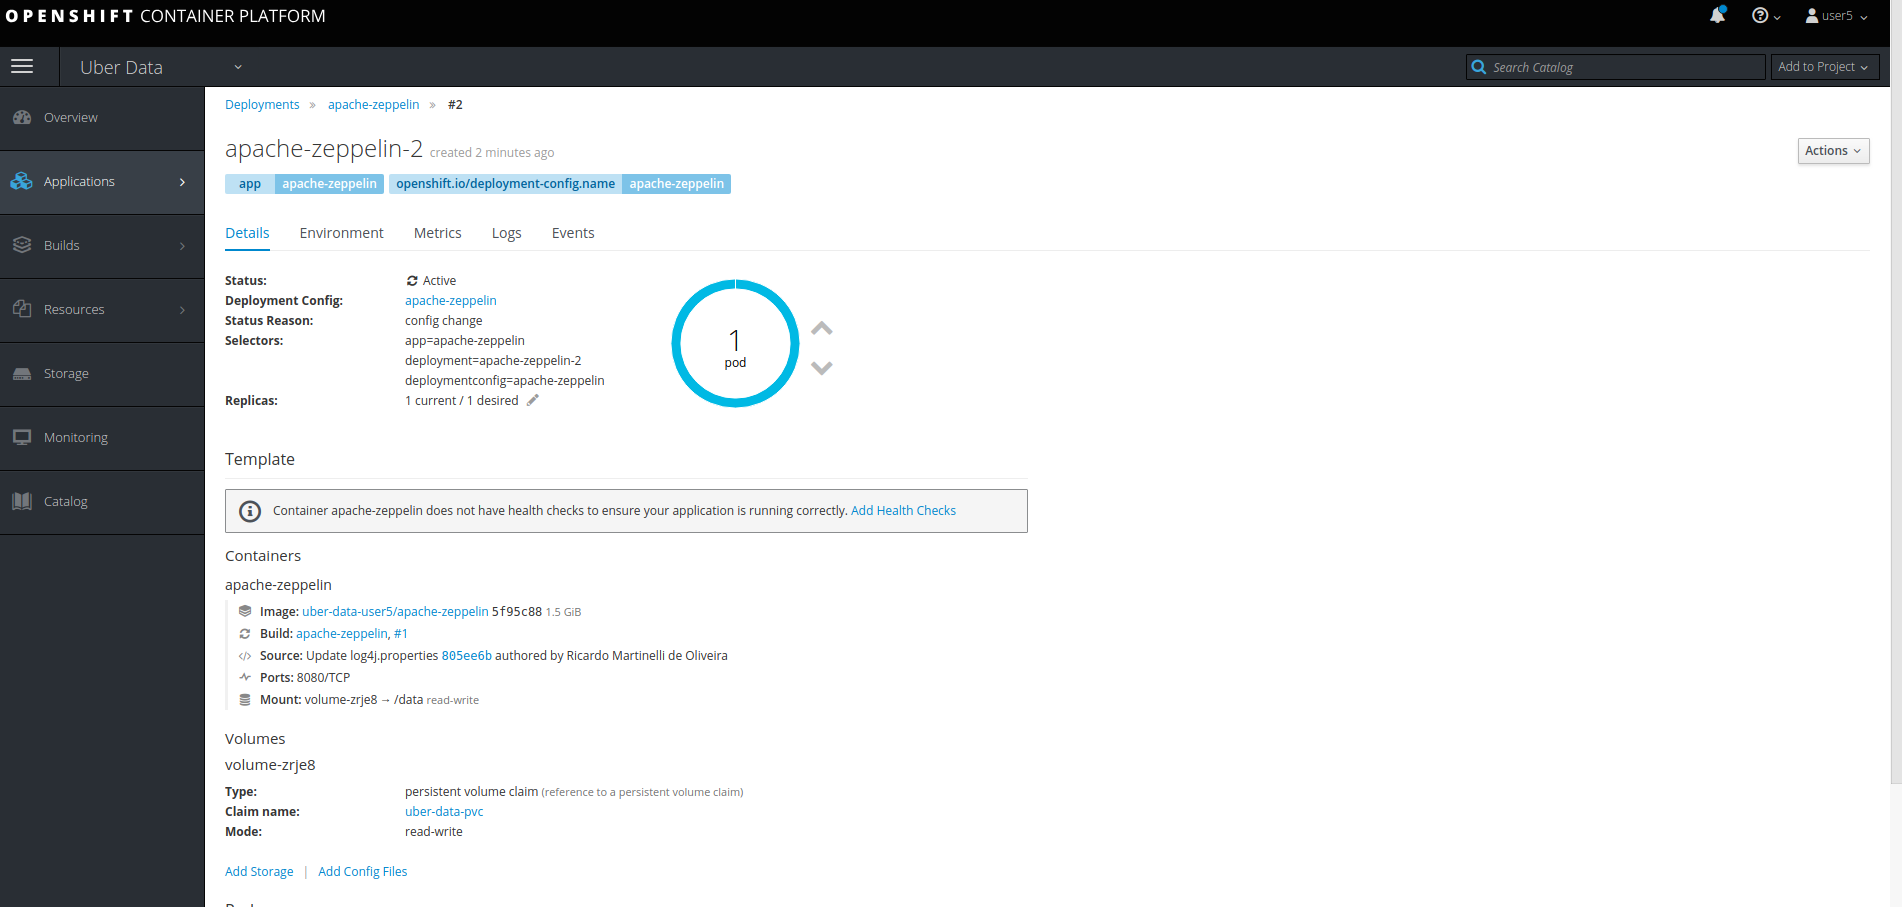 OPENSHIFT CONTAINER PLATFORM
user5
Uber Data
Search Catalog
Add to Project
Overview
Applications
Builds
Resources
Storage
Monitoring
Catalog
Deployments » apache-zeppelin » #2
apache-zeppelin-2 created 2 minutes ago
Actions
app apache-zeppelin openshift.io/deployment-config.name apache-zeppelin
Details Environment Metrics Logs Events
Status: Active
Deployment Config: apache-zeppelin
Status Reason: config change
Selectors: app=apache-zeppelin
deployment=apache-zeppelin-2
deploymentconfig=apache-zeppelin
Replicas: 1 current / 1 desired
1
pod
Template
Container apache-zeppelin does not have health checks to ensure your application is running correctly. Add Health Checks
Containers
apache-zeppelin
Image: uber-data-user5/apache-zeppelin 5f95c88 1.5 GiB
Build: apache-zeppelin, #1
Source: Update log4j.properties 805ee6b authored by Ricardo Martinelli de Oliveira
Ports: 8080/TCP
Mount: volume-zrje8 → /data read-write
Volumes
volume-zrje8
Type: persistent volume claim (reference to a persistent volume claim)
Claim name: uber-data-pvc
Mode: read-write
Add Storage | Add Config Files